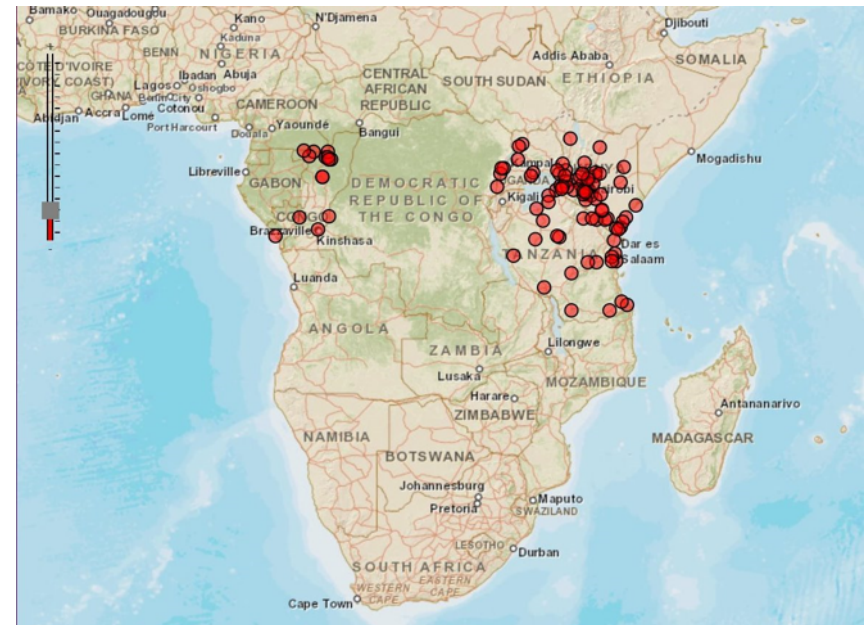 Bamako
Ouagadougou
BURKINA FASO
Kano
N'Djamena
Kaduna
BENIN
NIGERIA
Djibouti
SOMALIA
Addis Ababa
ETHIOPIA
CÔTE D'IVOIRE
(IVORY COAST)
GHANA
Ibadan
Abuja
Lagos
Oshogbo
Benin City
Cotonou
Abidjan
Accra
Lomé
Port Harcourt
CENTRAL
AFRICAN
REPUBLIC
SOUTH SUDAN
CAMEROON
Douala
Yaoundé
Bangui
Libreville
GABON
Mogadishu
DEMOCRATIC
REPUBLIC OF
THE CONGO
Kigali
CONGO
Brazzaville
Kinshasa
TANZANIA
Dar es
Salaam
Luanda
ANGOLA
ZAMBIA
Lilongwe
Lusaka
MOZAMBIQUE
Harare
ZIMBABWE
Antananarivo
NAMIBIA
MADAGASCAR
BOTSWANA
Johannesburg
Pretoria
Maputo
SWAZILAND
LESOTHO
Durban
SOUTH AFRICA
WESTERN
CAPE
EASTERN
CAPE
Cape Town